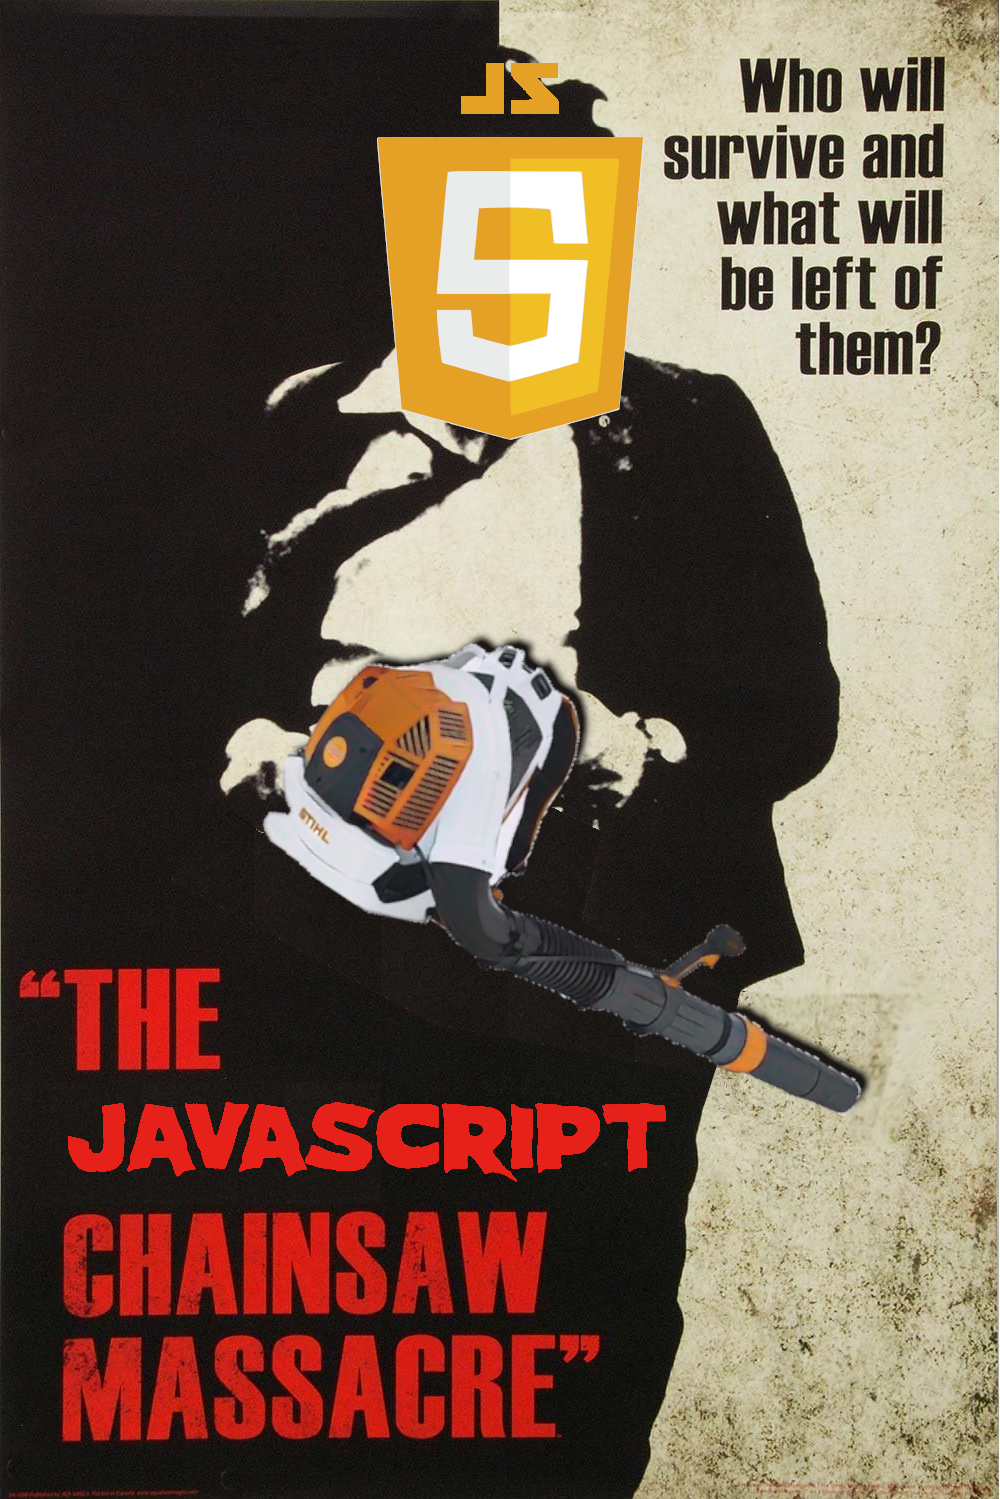 JS
Who will
survive and
what will
be left of
them?
STIHL
“THE
JAVASCRIPT
CHAINSAW
MASSACRE”